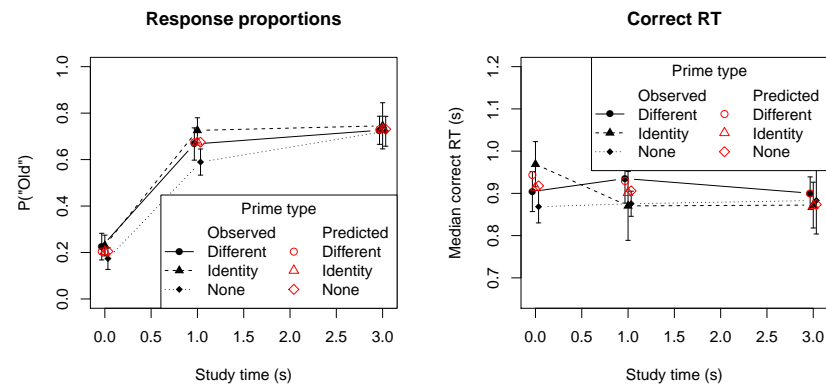 Response proportions
P("Old")
1.0
0.8
0.6
0.4
0.2
0.0
Prime type
Observed Predicted
Different Different
Identity Identity
None None
0.0 0.5 1.0 1.5 2.0 2.5 3.0
Study time (s)
Correct RT
Median correct RT (s)
1.2
1.1
1.0
0.9
0.8
0.7
Prime type
Observed Predicted
Different Different
Identity Identity
None None
0.0 0.5 1.0 1.5 2.0 2.5 3.0
Study time (s)